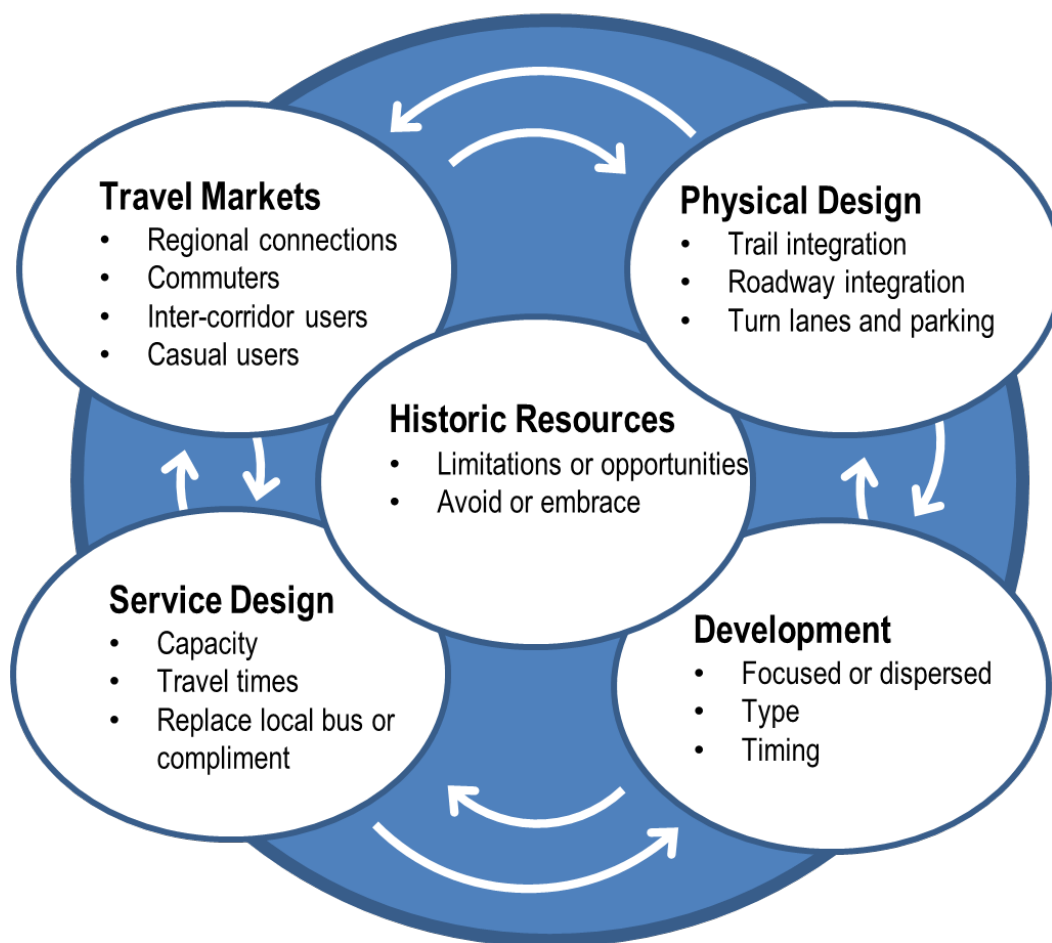 Travel Markets
• Regional connections
• Commuters
• Inter-corridor users
• Casual users
Physical Design
• Trail integration
• Roadway integration
• Turn lanes and parking
Historic Resources
• Limitations or opportunities
• Avoid or embrace
Service Design
• Capacity
• Travel times
• Replace local bus or
compliment
Development
• Focused or dispersed
• Type
• Timing